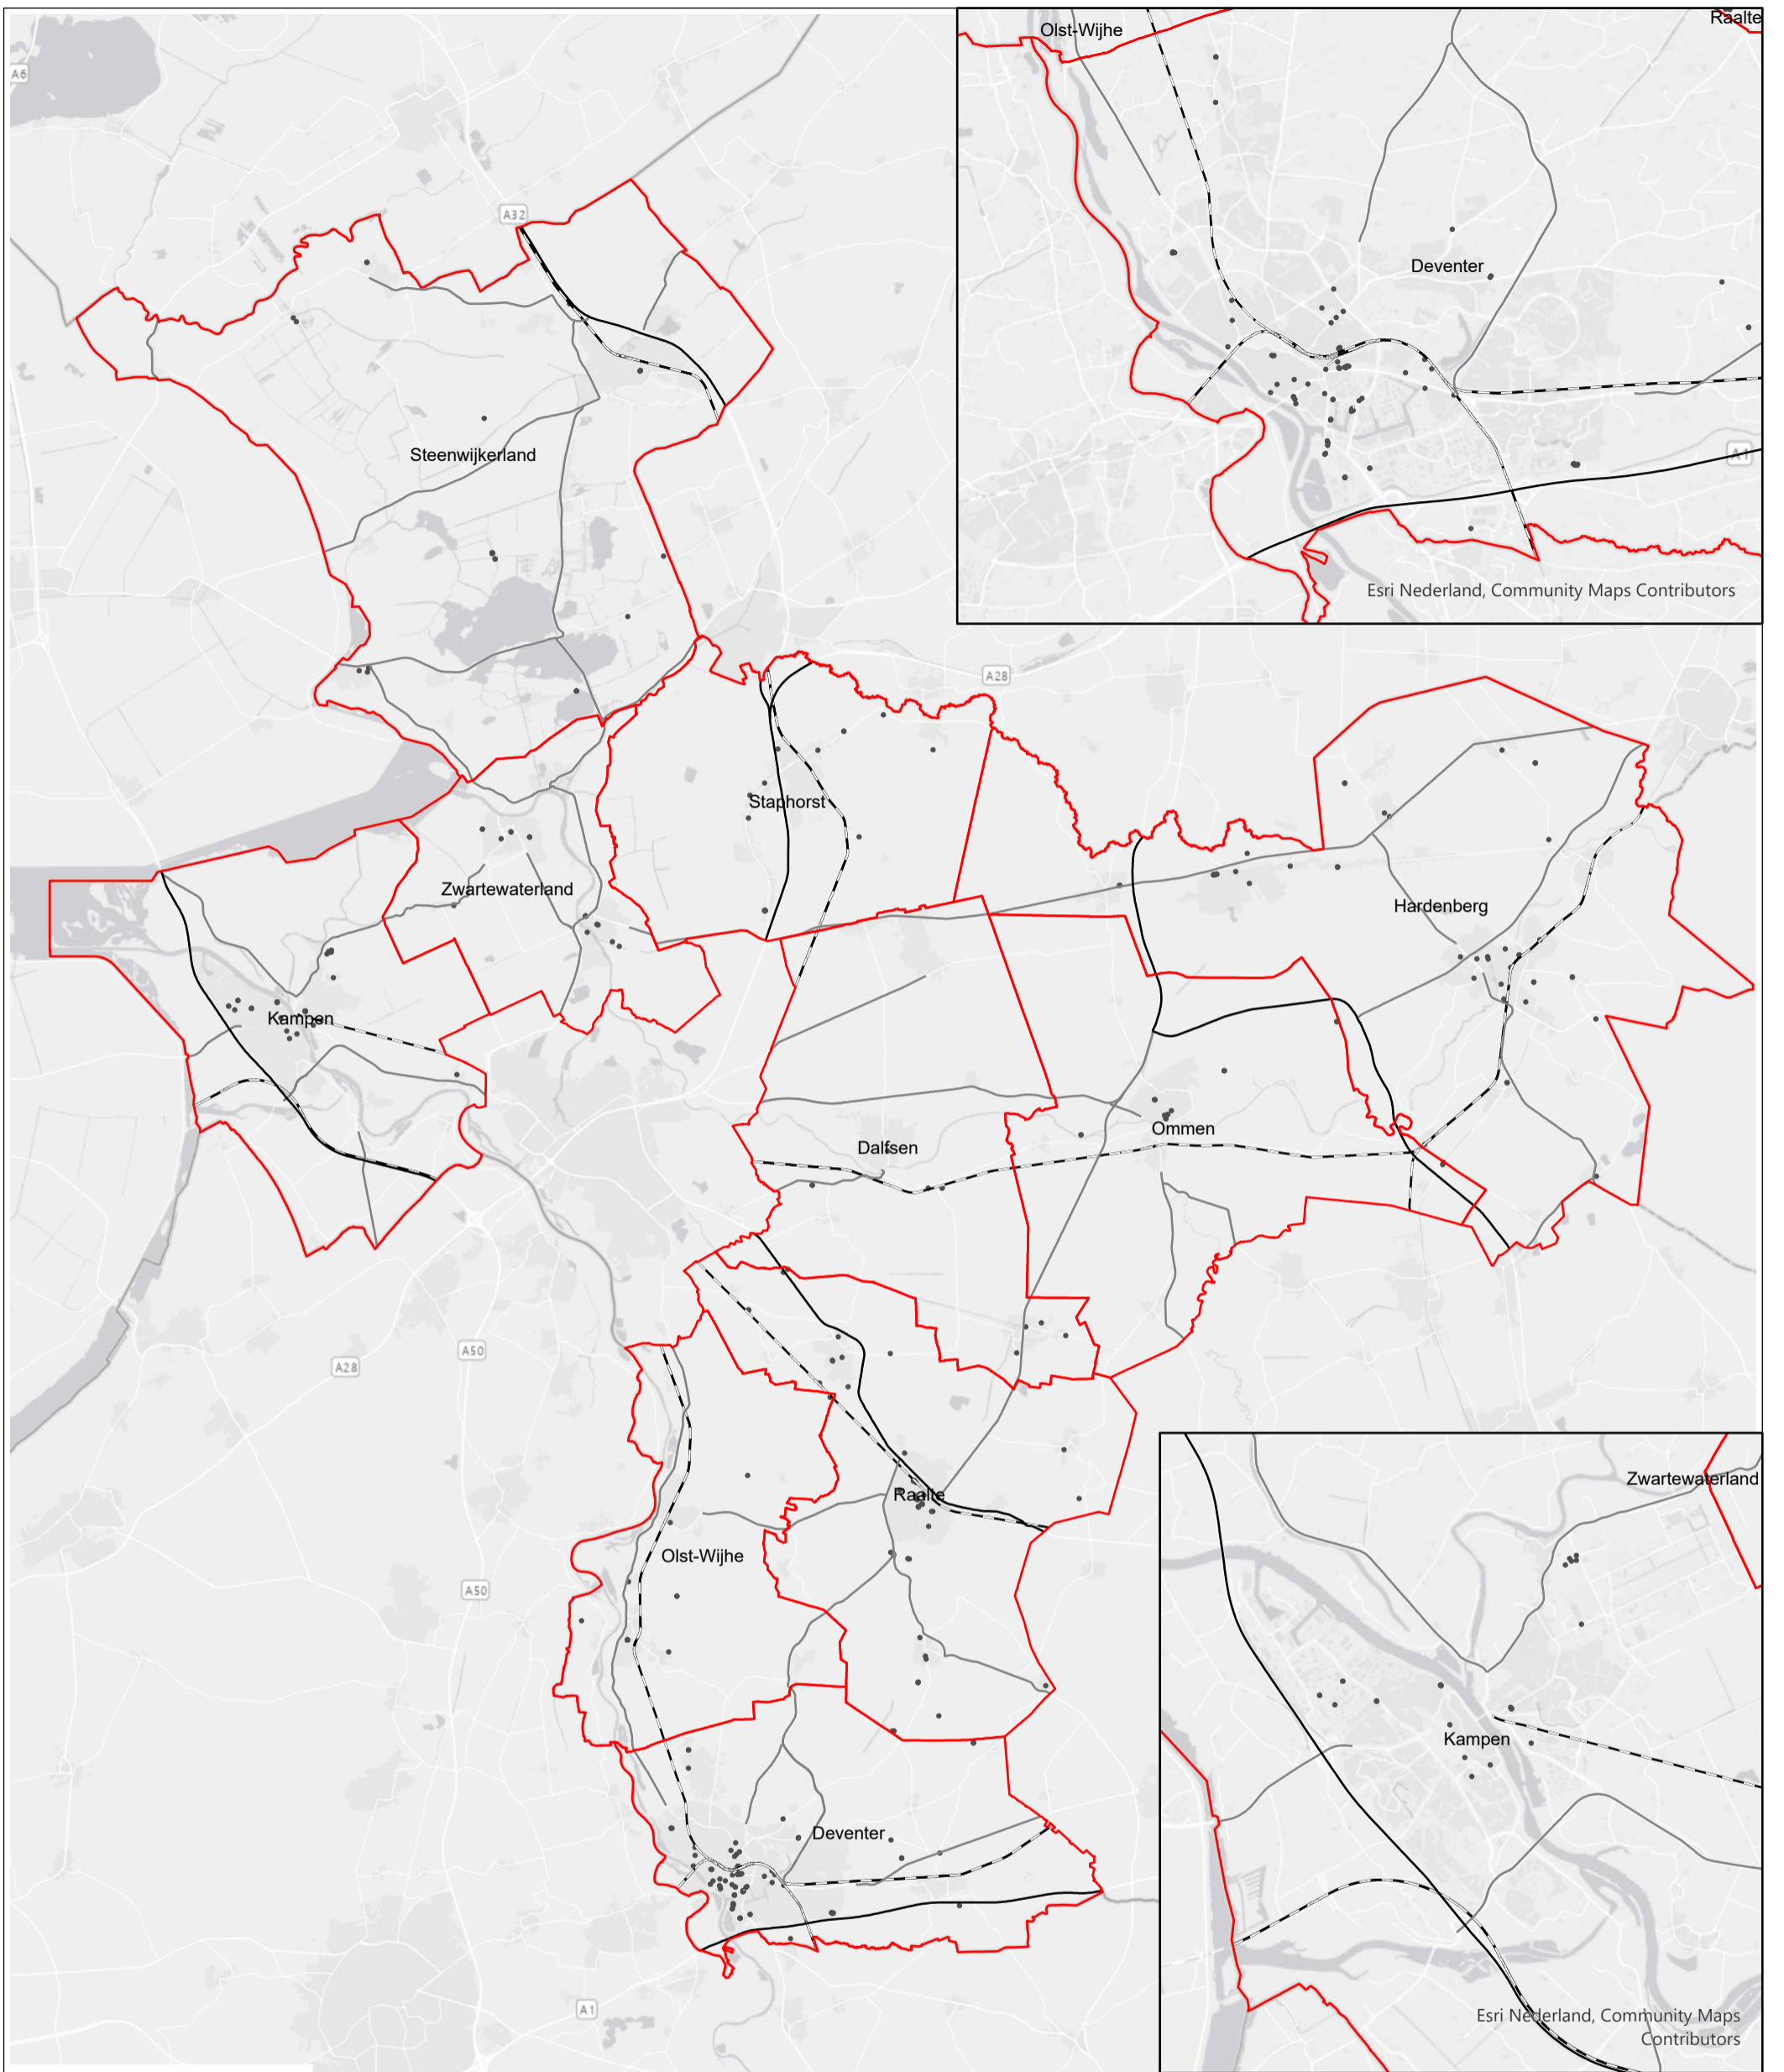 Olst-Wijhe
Raalte
A6
A32
Deventer
A1
Steenwijkerland
Esri Nederland, Community Maps Contributors
A28
Staphorst
Zwartewaterland
Hardenberg
Kampen
Ommen
Dalfsen
A50
A28
Zwartewaterland
Raalte
Olst-Wijhe
A50
Kampen
Deventer
A1
Esri Nederland, Community Maps
Contributors